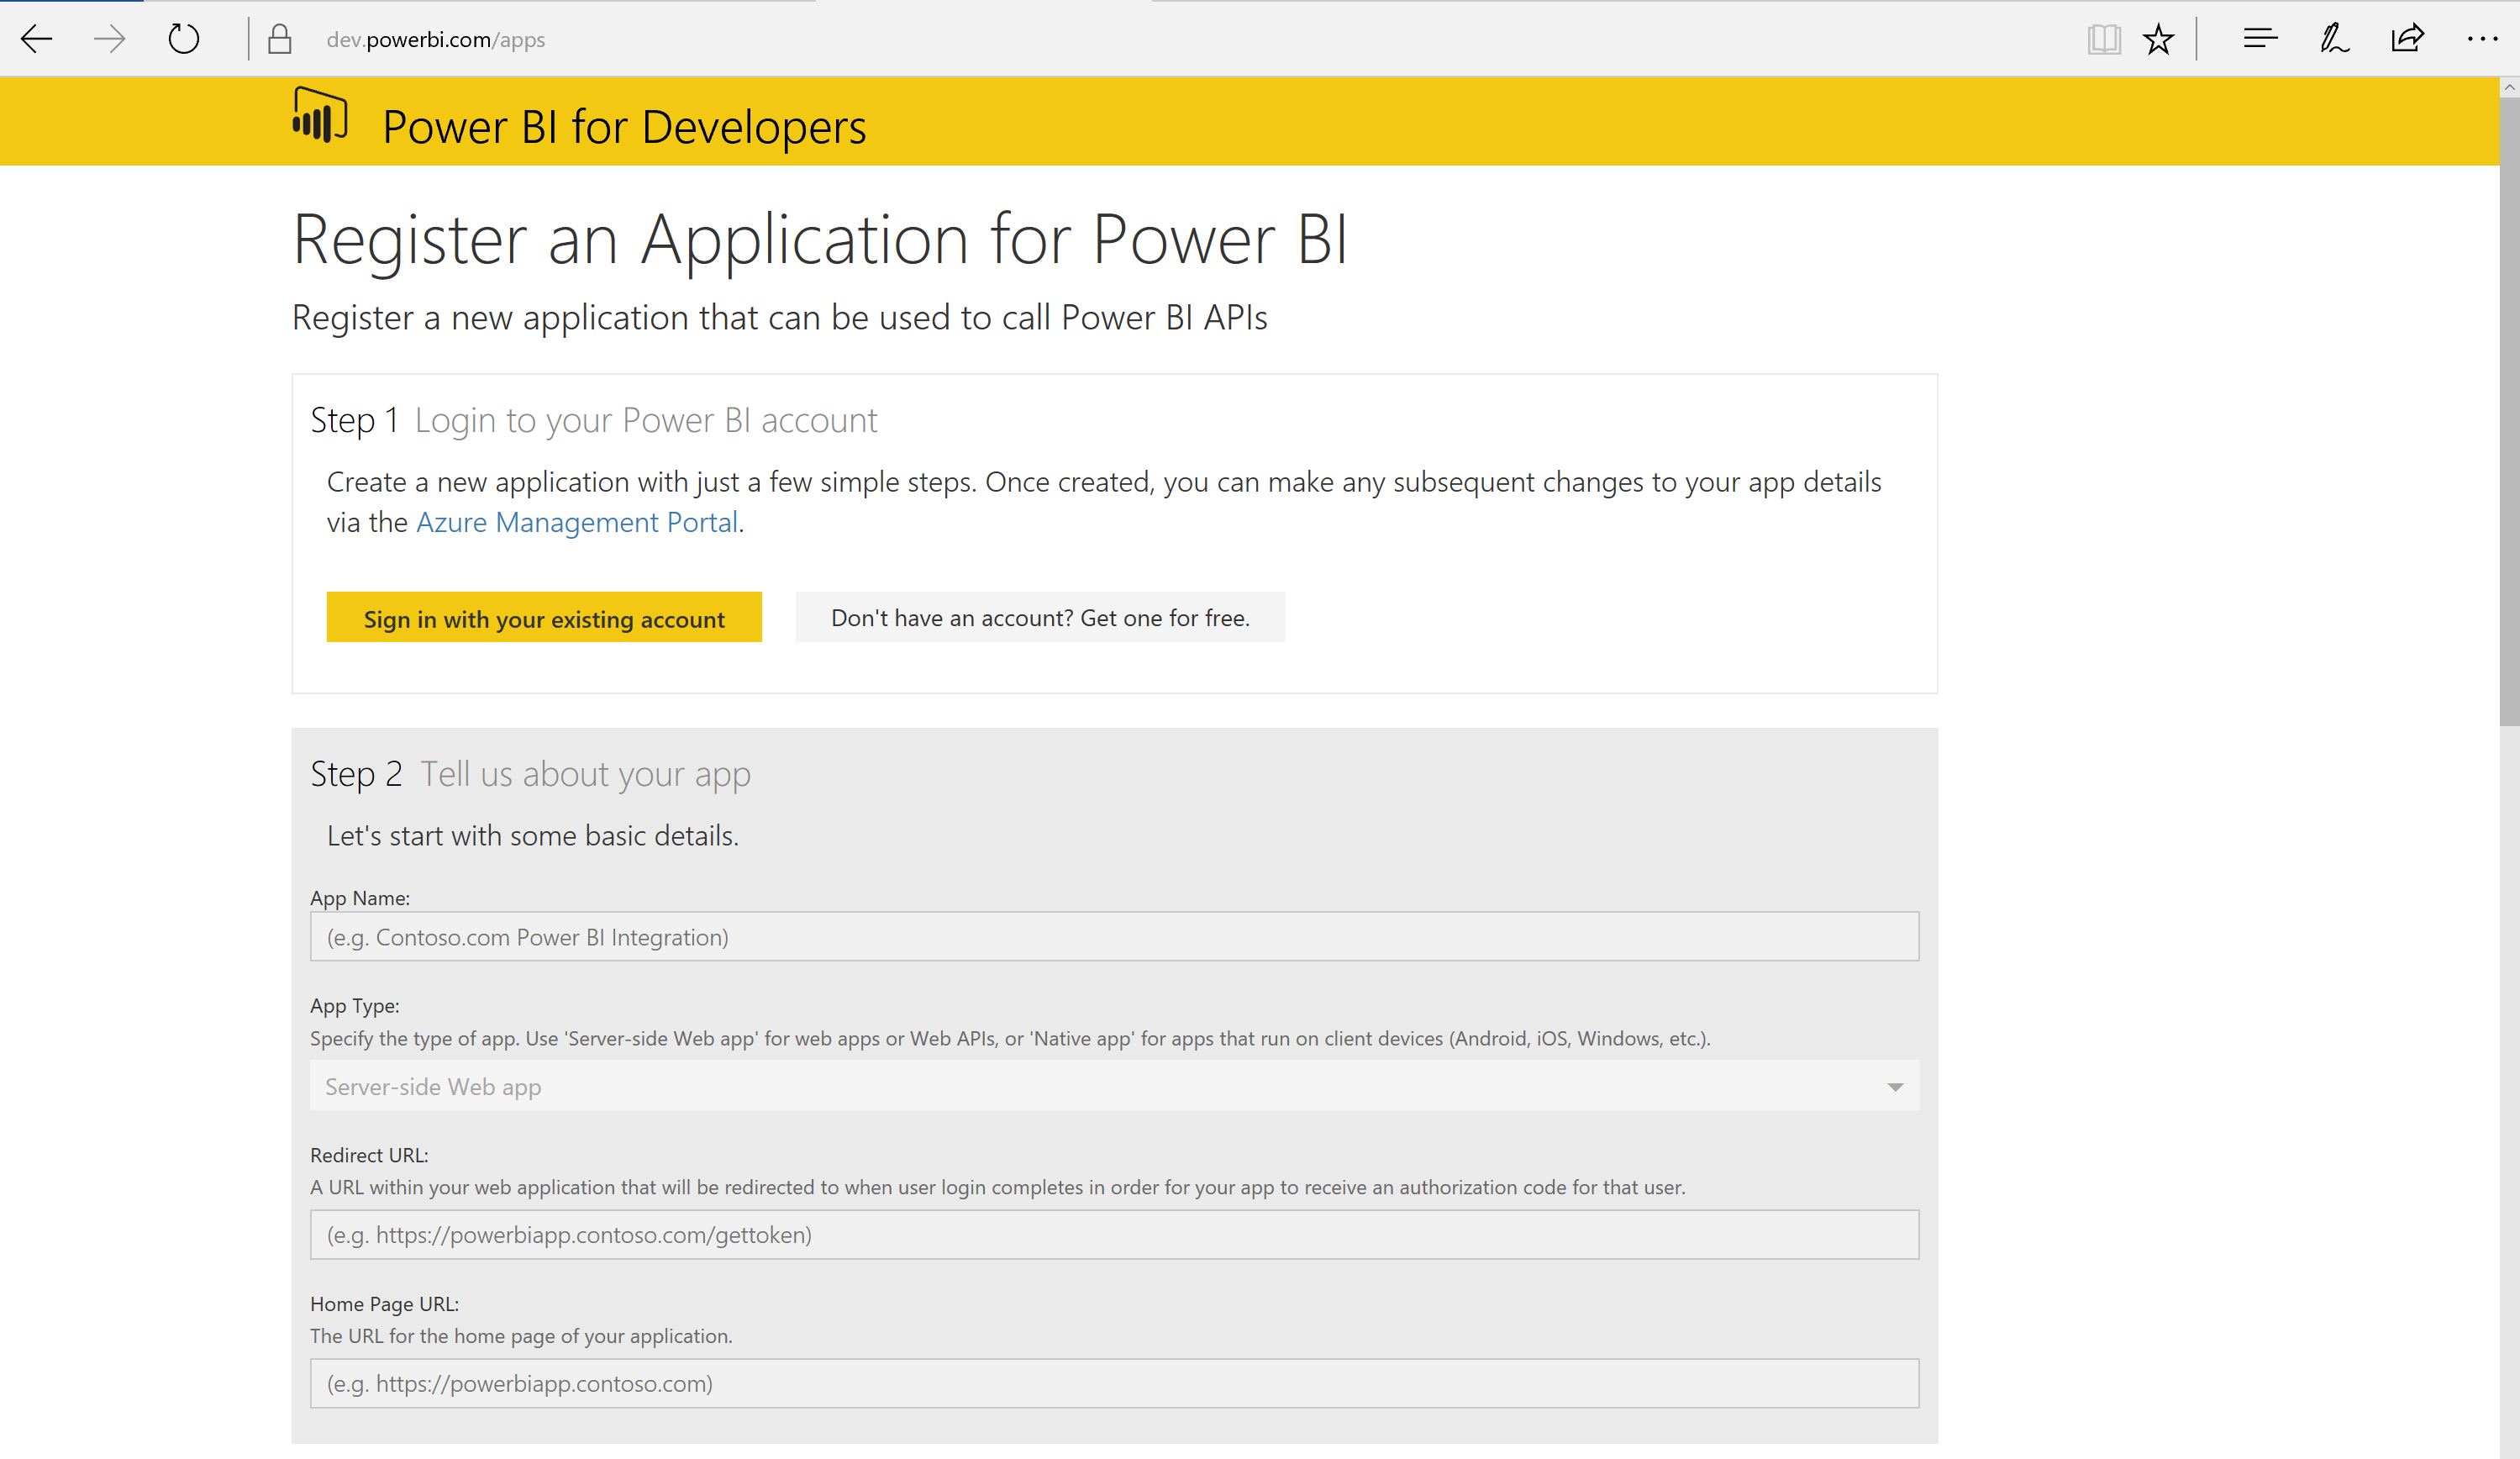 dev.powerbi.com/apps
Power BI for Developers
Register an Application for Power BI
Register a new application that can be used to call Power BI APIs
Step 1 Login to your Power BI account
Create a new application with just a few simple steps. Once created, you can make any subsequent changes to your app details
via the Azure Management Portal.
Sign in with your existing account
Don't have an account? Get one for free.
Step 2 Tell us about your app
Let's start with some basic details.
App Name:
(e.g. Contoso.com Power BI Integration)
App Type:
Specify the type of app. Use 'Server-side Web app' for web apps or Web APIs, or 'Native app' for apps that run on client devices (Android, iOS, Windows, etc.).
Server-side Web app
Redirect URL:
A URL within your web application that will be redirected to when user login completes in order for your app to receive an authorization code for that user.
(e.g. https://powerbiapp.contoso.com/gettoken)
Home Page URL:
The URL for the home page of your application.
(e.g. https://powerbiapp.contoso.com)